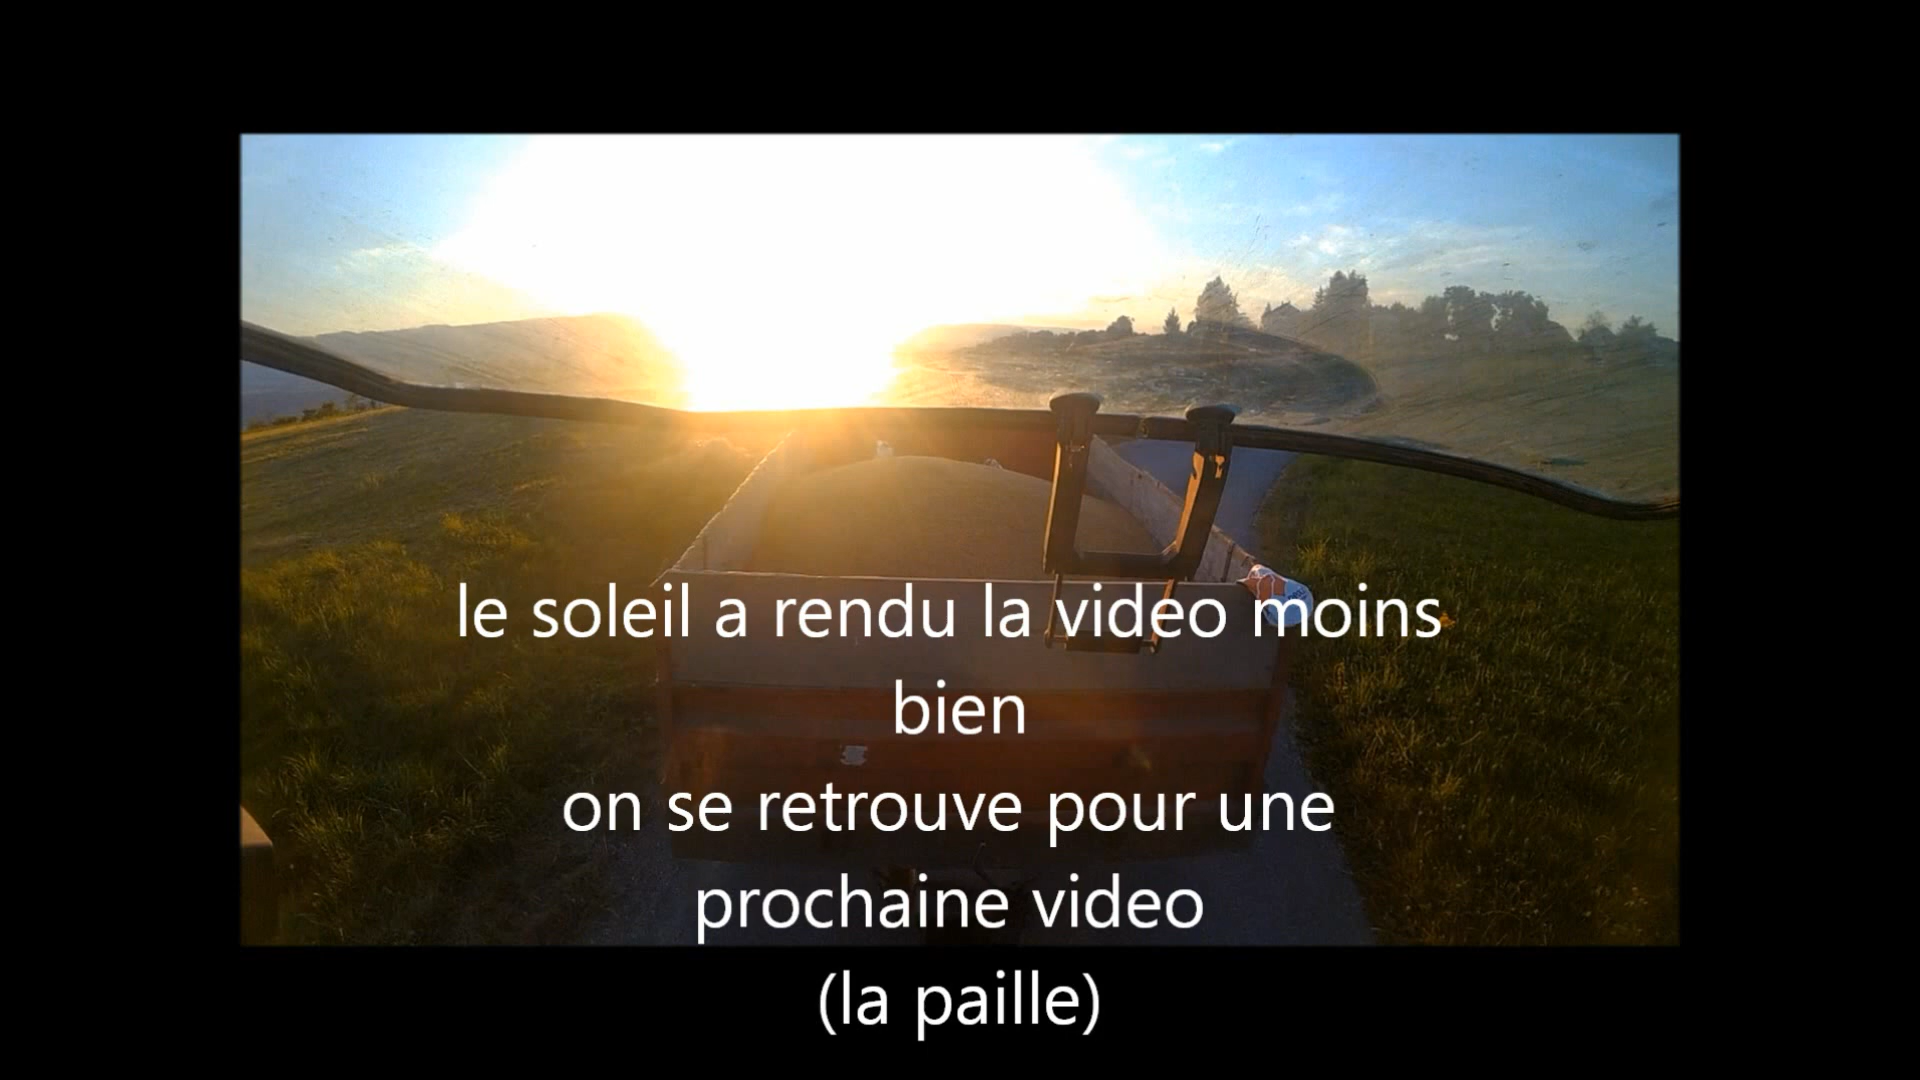 le soleil a rendu la video moins
bien
on se retrouve pour une
prochaine video
(la paille)